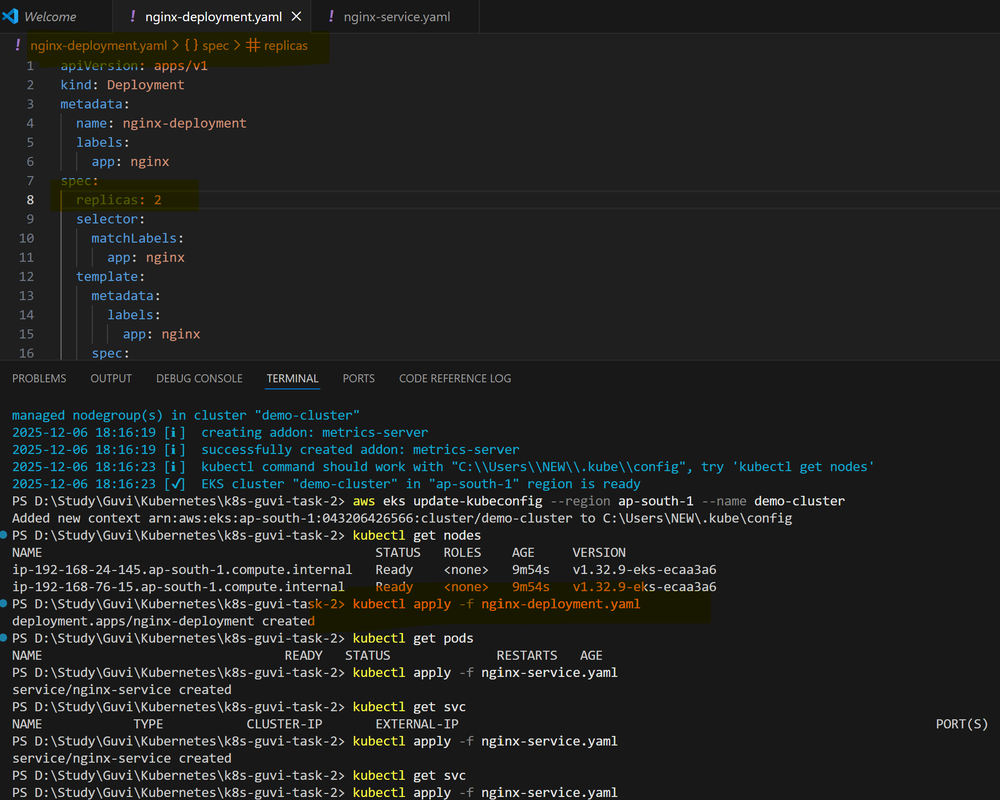 Welcome ! nginx-deployment.yaml ! nginx-service.yaml
! nginx-deployment.yaml > {} spec > # replicas
1 apiVersion: apps/v1
2 kind: Deployment
3 metadata:
4 name: nginx-deployment
5 labels:
6 app: nginx
7 spec:
8 replicas: 2
9 selector:
10 matchLabels:
11 app: nginx
12 template:
13 metadata:
14 labels:
15 app: nginx
16 spec:
PROBLEMS OUTPUT DEBUG CONSOLE TERMINAL PORTS CODE REFERENCE LOG
managed nodegroup(s) in cluster "demo-cluster"
2025-12-06 18:16:19 [ℹ]  creating addon: metrics-server
2025-12-06 18:16:19 [ℹ]  successfully created addon: metrics-server
2025-12-06 18:16:23 [ℹ]  kubectl command should work with "C:\\Users\\NEW\\.kube\\config", try 'kubectl get nodes'
2025-12-06 18:16:23 [✔]  EKS cluster "demo-cluster" in "ap-south-1" region is ready
PS D:\Study\Guvi\Kubernetes\k8s-guvi-task-2> aws eks update-kubeconfig --region ap-south-1 --name demo-cluster
Added new context arn:aws:eks:ap-south-1:043206426566:cluster/demo-cluster to C:\Users\NEW\.kube\config
PS D:\Study\Guvi\Kubernetes\k8s-guvi-task-2> kubectl get nodes
NAME STATUS ROLES AGE VERSION
ip-192-168-24-145.ap-south-1.compute.internal Ready <none> 9m54s v1.32.9-eks-ecaa3a6
ip-192-168-76-15.ap-south-1.compute.internal Ready <none> 9m54s v1.32.9-eks-ecaa3a6
PS D:\Study\Guvi\Kubernetes\k8s-guvi-task-2> kubectl apply -f nginx-deployment.yaml
deployment.apps/nginx-deployment created
PS D:\Study\Guvi\Kubernetes\k8s-guvi-task-2> kubectl get pods
NAME READY STATUS RESTARTS AGE
PS D:\Study\Guvi\Kubernetes\k8s-guvi-task-2> kubectl apply -f nginx-service.yaml
service/nginx-service created
PS D:\Study\Guvi\Kubernetes\k8s-guvi-task-2> kubectl get svc
NAME TYPE CLUSTER-IP EXTERNAL-IP PORT(S)
PS D:\Study\Guvi\Kubernetes\k8s-guvi-task-2> kubectl apply -f nginx-service.yaml
service/nginx-service created
PS D:\Study\Guvi\Kubernetes\k8s-guvi-task-2> kubectl get svc
PS D:\Study\Guvi\Kubernetes\k8s-guvi-task-2> kubectl apply -f nginx-service.yaml